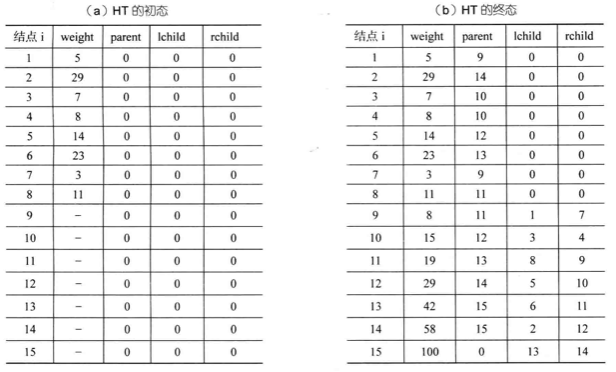 （a）HT 的初态
结点 i weight parent lchild rchild
1 5 0 0 0
2 29 0 0 0
3 7 0 0 0
4 8 0 0 0
5 14 0 0 0
6 23 0 0 0
7 3 0 0 0
8 11 0 0 0
9 – 0 0 0
10 – 0 0 0
11 – 0 0 0
12 – 0 0 0
13 – 0 0 0
14 – 0 0 0
15 – 0 0 0
（b）HT 的终态
结点 i weight parent lchild rchild
1 5 9 0 0
2 29 14 0 0
3 7 10 0 0
4 8 10 0 0
5 14 12 0 0
6 23 13 0 0
7 3 9 0 0
8 11 11 0 0
9 8 11 1 7
10 15 12 3 4
11 19 13 8 9
12 29 14 5 10
13 42 15 6 11
14 58 15 2 12
15 100 0 13 14